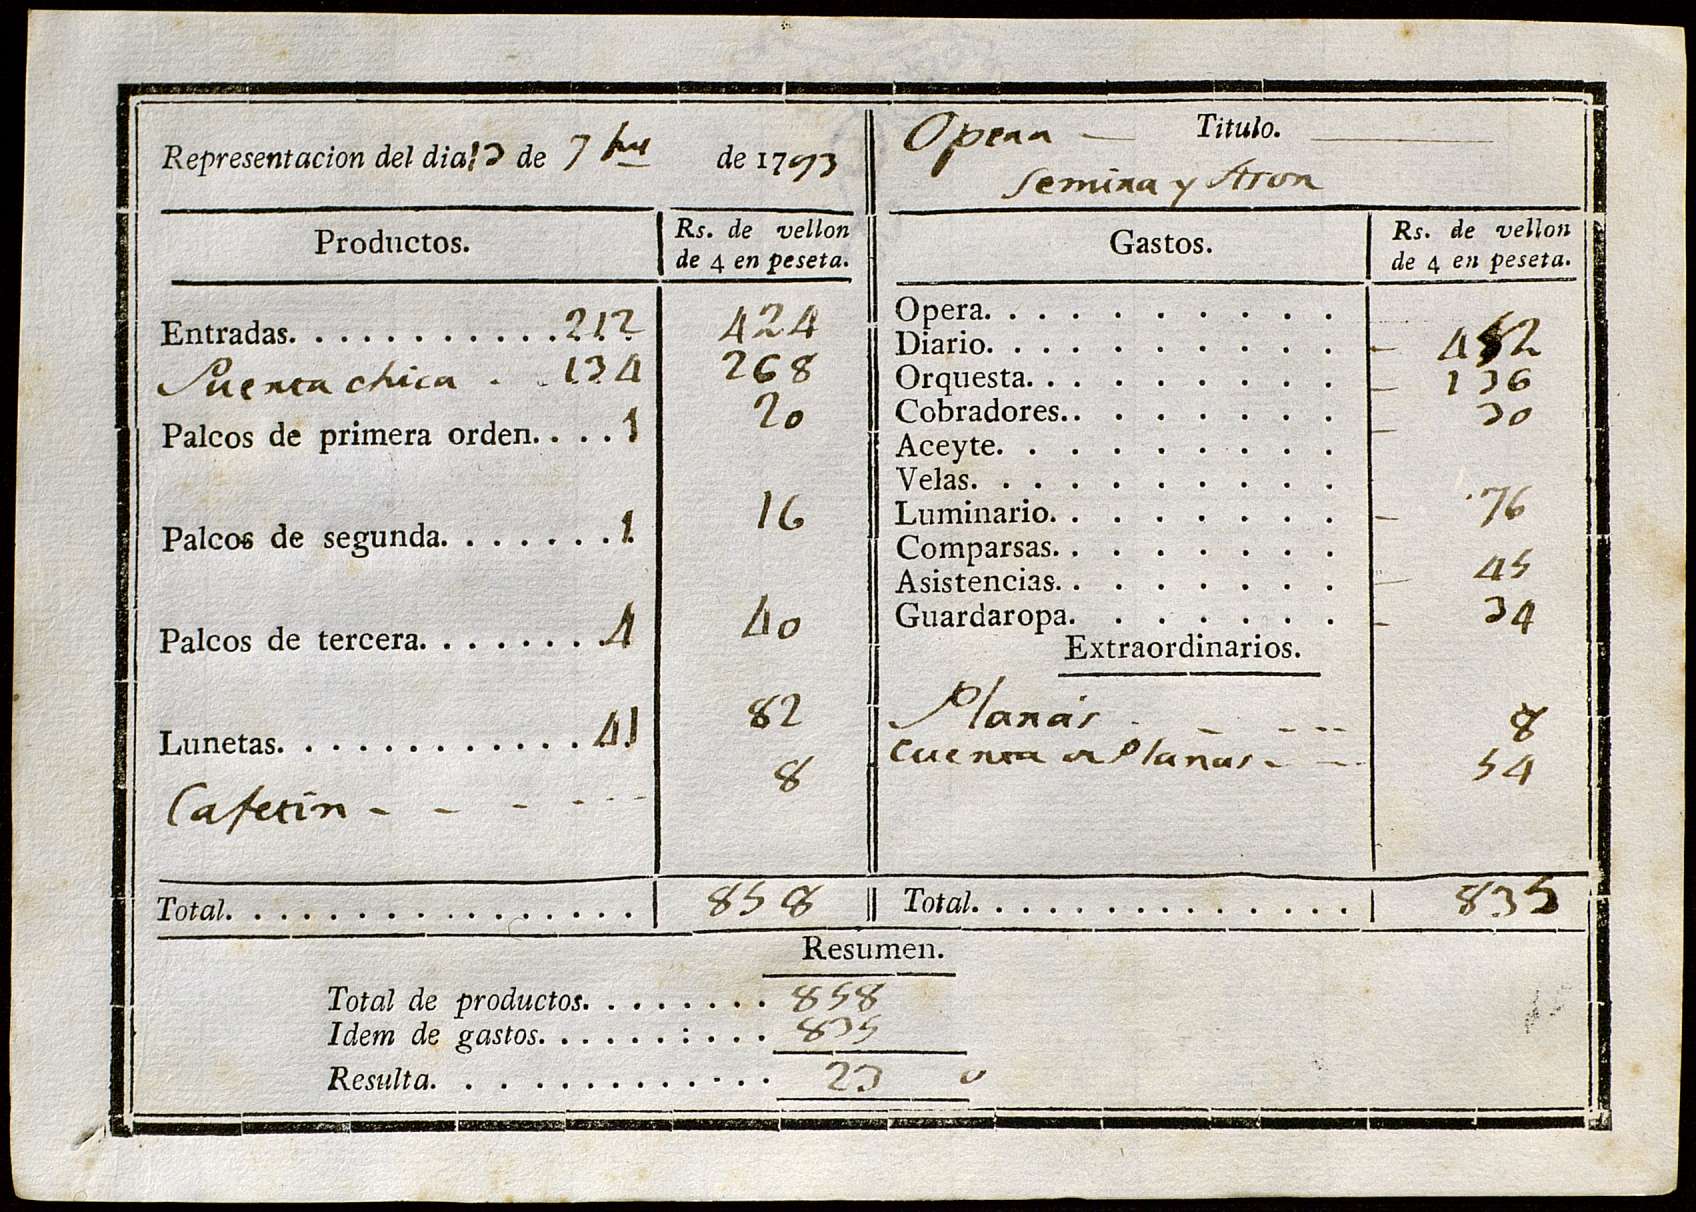 Representacion del dia 13 de 7bre de 1793
Opera Titulo.
Semira y Aron
Productos.
Rs. de vellon
de 4 en peseta.
Entradas. . . . . . . . . . . . 212 424
Puerta chica . . 134 268
Palcos de primera orden. . . . 1 20
Palcos de segunda. . . . . . . 1 16
Palcos de tercera. . . . . . . . 4 40
Lunetas. . . . . . . . . . . . . 41 82
Cafetin - - - - - - 8
Total. . . . . . . . . . . . . . . . . 858
Gastos.
Rs. de vellon
de 4 en peseta.
Opera. . . . . . . . . .
Diario. . . . . . . . . . 452
Orquesta. . . . . . . . . 136
Cobradores. . . . . . . . 30
Aceyte. . . . . . . . .
Velas. . . . . . . . . .
Luminario. . . . . . . . 76
Comparsas. . . . . . . .
Asistencias. . . . . . . . 45
Guardaropa. . . . . . . 34
Extraordinarios.
Planas . - - - - 8
Cuenta de Planas - - - 54
Total. . . . . . . . . . . . . . . 835
Resumen.
Total de productos. . . . . . . . 858
Idem de gastos. . . . . . : . . . 835
Resulta. . . . . . . . . . . . . . 23